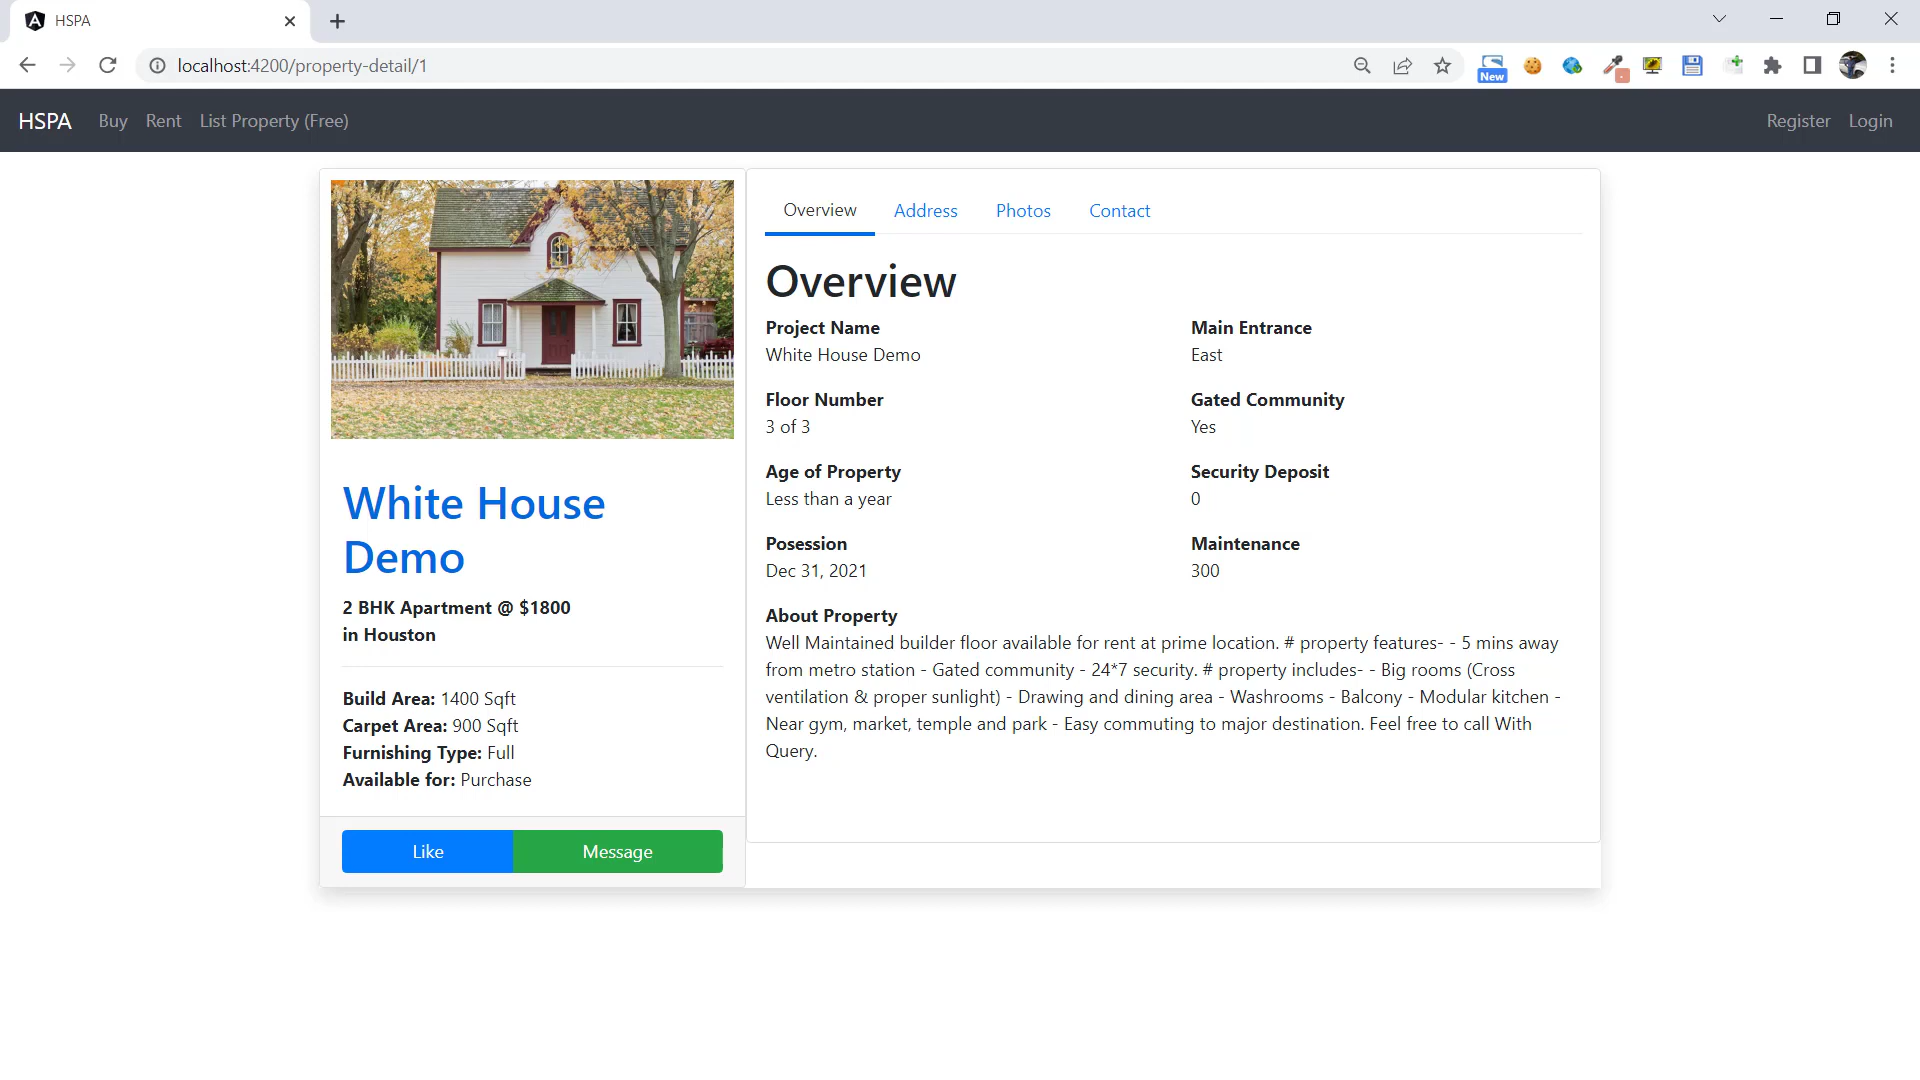 HSPA
localhost:4200/property-detail/1
New
HSPA Buy Rent List Property (Free) Register Login
White House
Demo
2 BHK Apartment @ $1800
in Houston
Build Area: 1400 Sqft
Carpet Area: 900 Sqft
Furnishing Type: Full
Available for: Purchase
Like Message
Overview Address Photos Contact
Overview
Project Name
White House Demo
Main Entrance
East
Floor Number
3 of 3
Gated Community
Yes
Age of Property
Less than a year
Security Deposit
0
Posession
Dec 31, 2021
Maintenance
300
About Property
Well Maintained builder floor available for rent at prime location. # property features- - 5 mins away
from metro station - Gated community - 24*7 security. # property includes- - Big rooms (Cross
ventilation & proper sunlight) - Drawing and dining area - Washrooms - Balcony - Modular kitchen -
Near gym, market, temple and park - Easy commuting to major destination. Feel free to call With
Query.